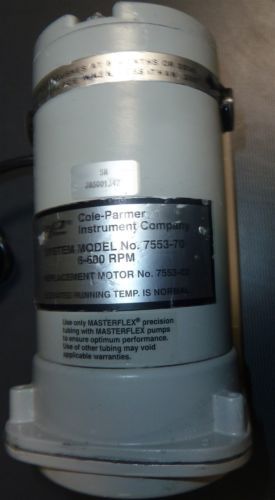 SN
Cole-Parmer
Instrument Company
SYSTEM MODEL No. 7553-70
6-600 RPM
REPLACEMENT MOTOR No. 7553-02
RUNNING TEMP. IS NORMAL
Use only MASTERFLEX® precision
tubing with MASTERFLEX pumps
to ensure optimum performance.
Use of other tubing may void
applicable warranties.